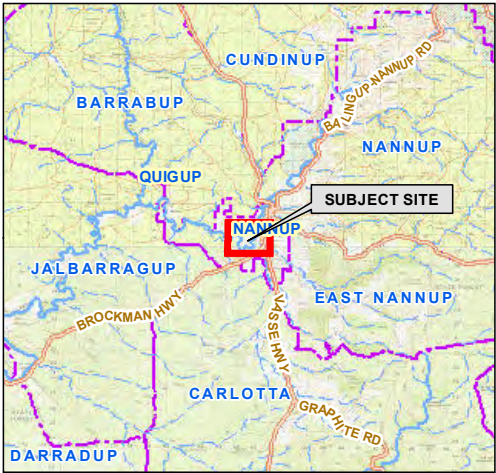 CUNDINUP
BALINGUP-NANNUP RD
BARRABUP
NANNUP
QUIGUP
SUBJECT SITE
NANNUP
JALBARRAGUP
EAST NANNUP
BROCKMAN HWY
VASSE HWY
CARLOTTA
GRAPHITE RD
DARRADUP